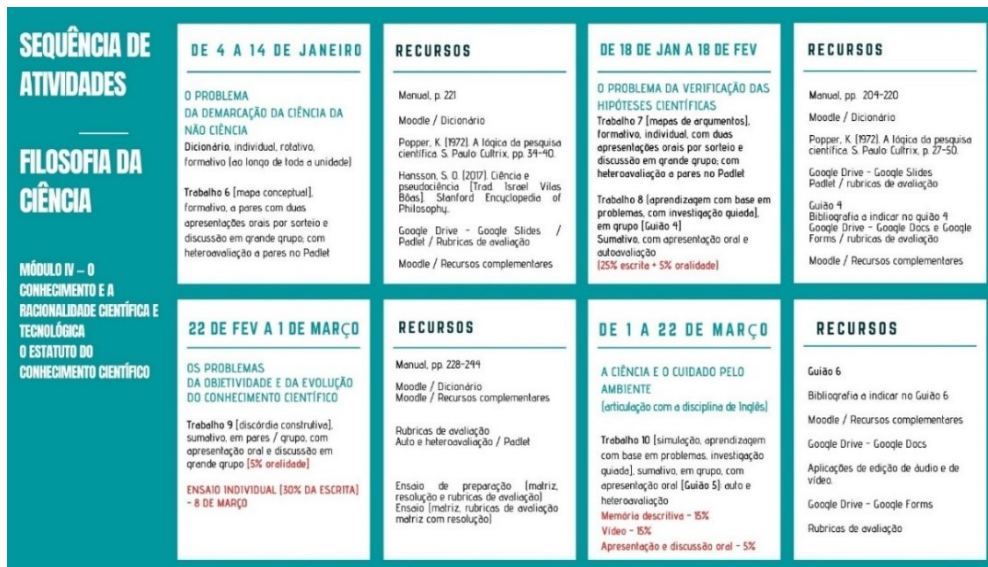 SEQUÊNCIA DE
ATIVIDADES
FILOSOFIA DA
CIÊNCIA
MÓDULO IV – O
CONHECIMENTO E A
RACIONALIDADE CIENTÍFICA E
TECNOLÓGICA
O ESTATUTO DO
CONHECIMENTO CIENTÍFICO
DE 4 A 14 DE JANEIRO
O PROBLEMA
DA DEMARCAÇÃO DA CIÊNCIA DA
NÃO CIÊNCIA
Dicionário, individual, rotativo,
formativo (ao longo de toda a unidade)
Trabalho 6 (mapa conceptual),
formativo, a pares com duas
apresentações orais por sorteio e
discussão em grande grupo, com
heteroavaliação a pares no Padlet
RECURSOS
Manual, p. 221
Moodle / Dicionário
Popper, K. (1972). A lógica da pesquisa
científica. S. Paulo Cultrix, pp. 34-40.
Hansson, S. O. (2017). Ciência e
pseudociência (Trad. Israel Vilas
Bôas). Stanford Encyclopedia of
Philosophy.
Google Drive - Google Slides /
Padlet / Rubricas de avaliação
Moodle / Recursos complementares
DE 18 DE JAN A 18 DE FEV
O PROBLEMA DA VERIFICAÇÃO DAS
HIPÓTESES CIENTÍFICAS
Trabalho 7 (mapas de argumentos),
formativo, individual, com duas
apresentações orais por sorteio e
discussão em grande grupo; com
heteroavaliação a pares no Padlet
Trabalho 8 (aprendizagem com base em
problemas, com investigação guiada),
em grupo (Guião 4)
Sumativo, com apresentação oral e
autoavaliação
(25% escrita + 5% oralidade)
RECURSOS
Manual, pp. 204-220
Moodle / Dicionário
Popper, K. (1972). A lógica da pesquisa
científica. S. Paulo Cultrix, p. 27-50.
Google Drive - Google Slides
Padlet / rubricas de avaliação
Guião 4
Bibliografia a indicar no guião 4
Google Drive - Google Docs e Google
Forms / rubricas de avaliação
Moodle / Recursos complementares
22 DE FEV A 1 DE MARÇO
OS PROBLEMAS
DA OBJETIVIDADE E DA EVOLUÇÃO
DO CONHECIMENTO CIENTÍFICO
Trabalho 9 (discórdia construtiva),
sumativo, em pares / grupo, com
apresentação oral e discussão em
grande grupo (5% oralidade)
ENSAIO INDIVIDUAL (30% DA ESCRITA)
- 8 DE MARÇO
RECURSOS
Manual, pp. 228-244
Moodle / Dicionário
Moodle / Recursos complementares
Rubricas de avaliação
Auto e heteroavaliação / Padlet
Ensaio de preparação (matriz,
resolução e rubricas de avaliação)
Ensaio (matriz, rubricas de avaliação
matriz com resolução)
DE 1 A 22 DE MARÇO
A CIÊNCIA E O CUIDADO PELO
AMBIENTE
(articulação com a disciplina de Inglês)
Trabalho 10 (simulação, aprendizagem
com base em problemas, investigação
guiada), sumativo, em grupo, com
apresentação oral (Guião 5); auto e
heteroavaliação
Memória descritiva - 15%
Vídeo - 15%
Apresentação e discussão oral - 5%
RECURSOS
Guião 6
Bibliografia a indicar no Guião 6
Moodle / Recursos complementares
Google Drive - Google Docs
Aplicações de edição de áudio e de
vídeo.
Google Drive - Google Forms
Rubricas de avaliação